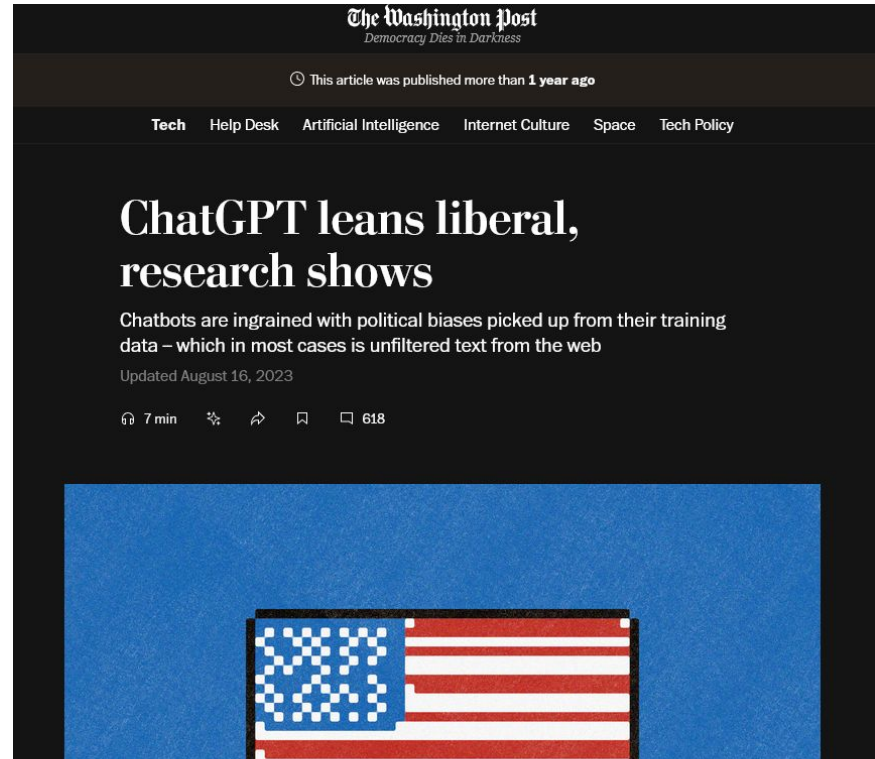 The Washington Post
Democracy Dies in Darkness
This article was published more than 1 year ago
Tech Help Desk Artificial Intelligence Internet Culture Space Tech Policy
ChatGPT leans liberal,
research shows
Chatbots are ingrained with political biases picked up from their training
data – which in most cases is unfiltered text from the web
Updated August 16, 2023
7 min 618